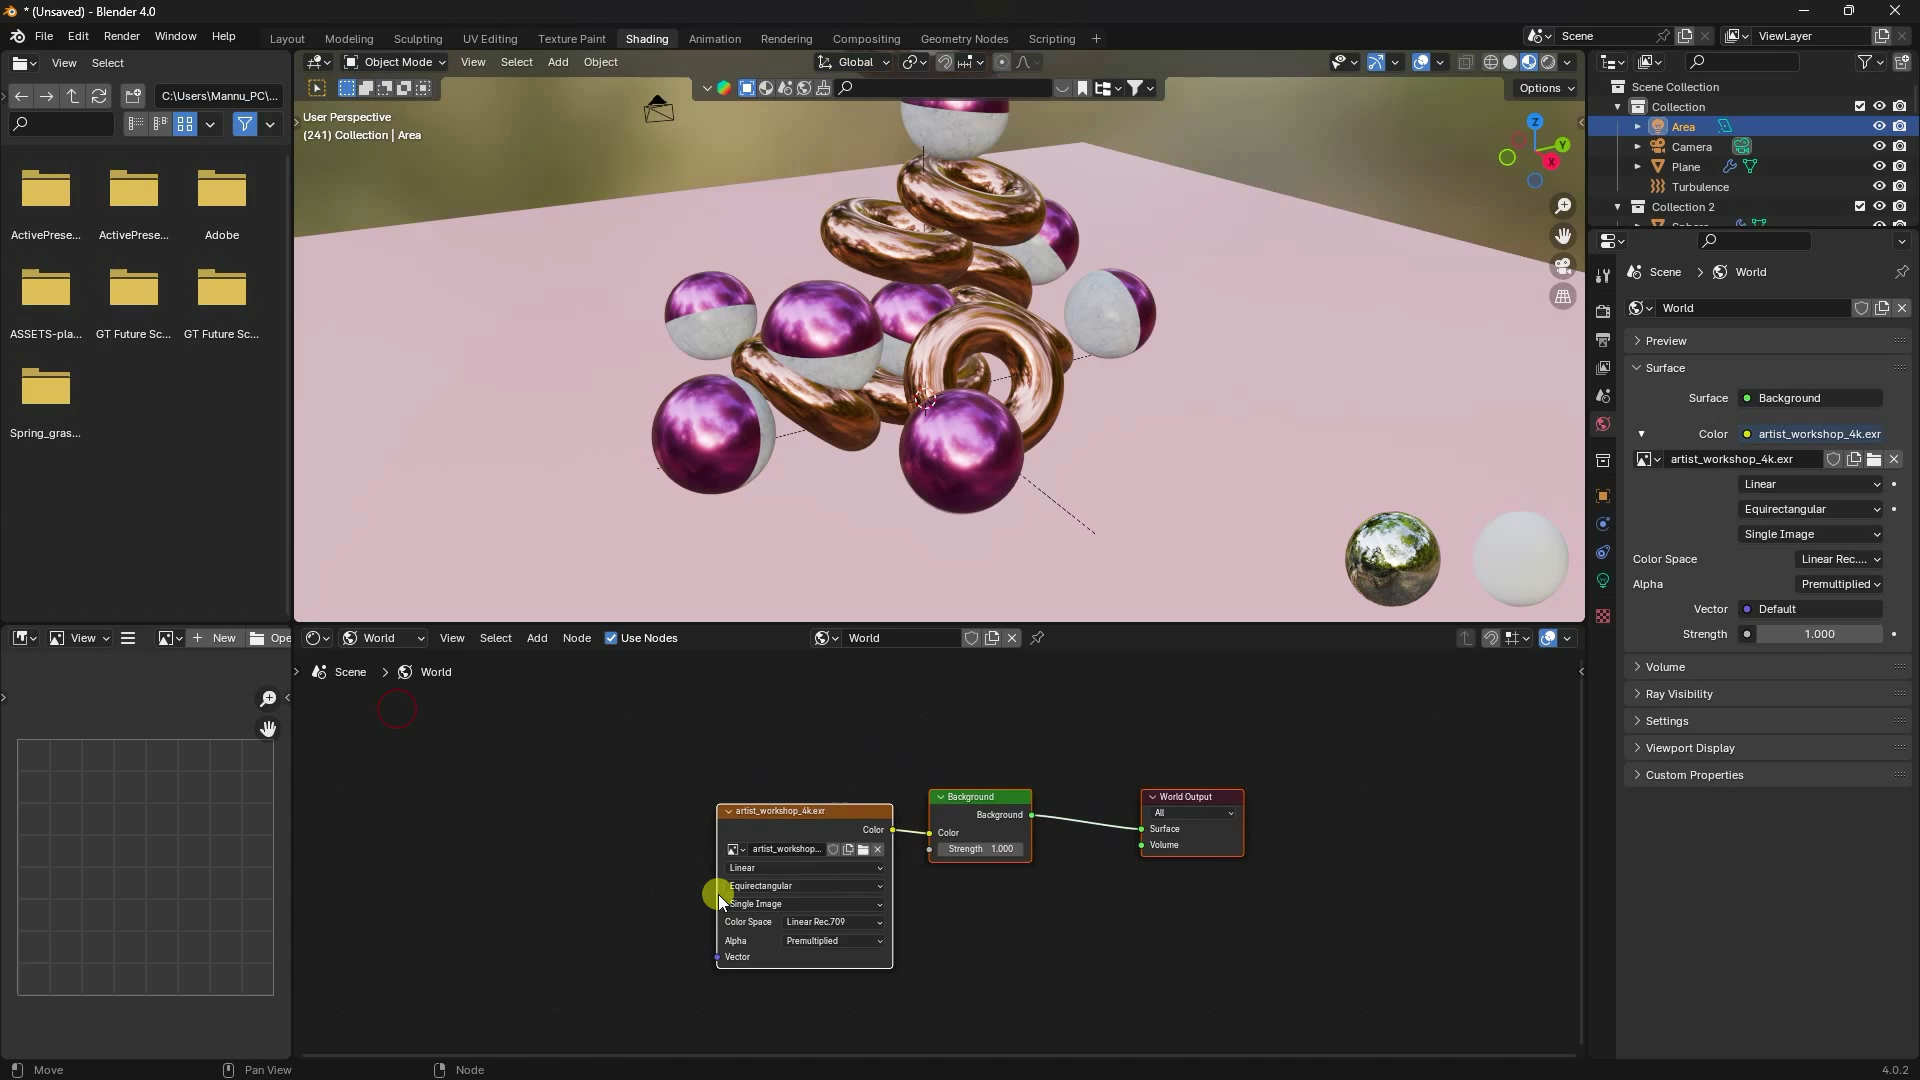 * (Unsaved) - Blender 4.0
File Edit Render Window Help
Layout Modeling Sculpting UV Editing Texture Paint Shading Animation Rendering Compositing Geometry Nodes Scripting +
Scene
ViewLayer
View Select
C:\Users\Mannu_PC\...
ActivePrese... ActivePrese... Adobe
ASSETS-pla... GT Future Sc... GT Future Sc...
Spring_gras...
Object Mode View Select Add Object
Global
Options
User Perspective
(241) Collection | Area
Z
Y
X
Scene Collection
Collection
Area
Camera
Plane
Turbulence
Collection 2
Scene > World
World
Preview
Surface
Surface Background
Color artist_workshop_4k.exr
artist_workshop_4k.exr
Linear
Equirectangular
Single Image
Color Space Linear Rec....
Alpha Premultiplied
Vector Default
Strength 1.000
Volume
Ray Visibility
Settings
Viewport Display
Custom Properties
View + New Ope
World View Select Add Node Use Nodes World
Scene > World
artist_workshop_4k.exr
Color
artist_workshop...
Linear
Equirectangular
Single Image
Color Space Linear Rec.709
Alpha Premultiplied
Vector
Background
Background
Color
Strength 1.000
World Output
All
Surface
Volume
Move Pan View Node 4.0.2